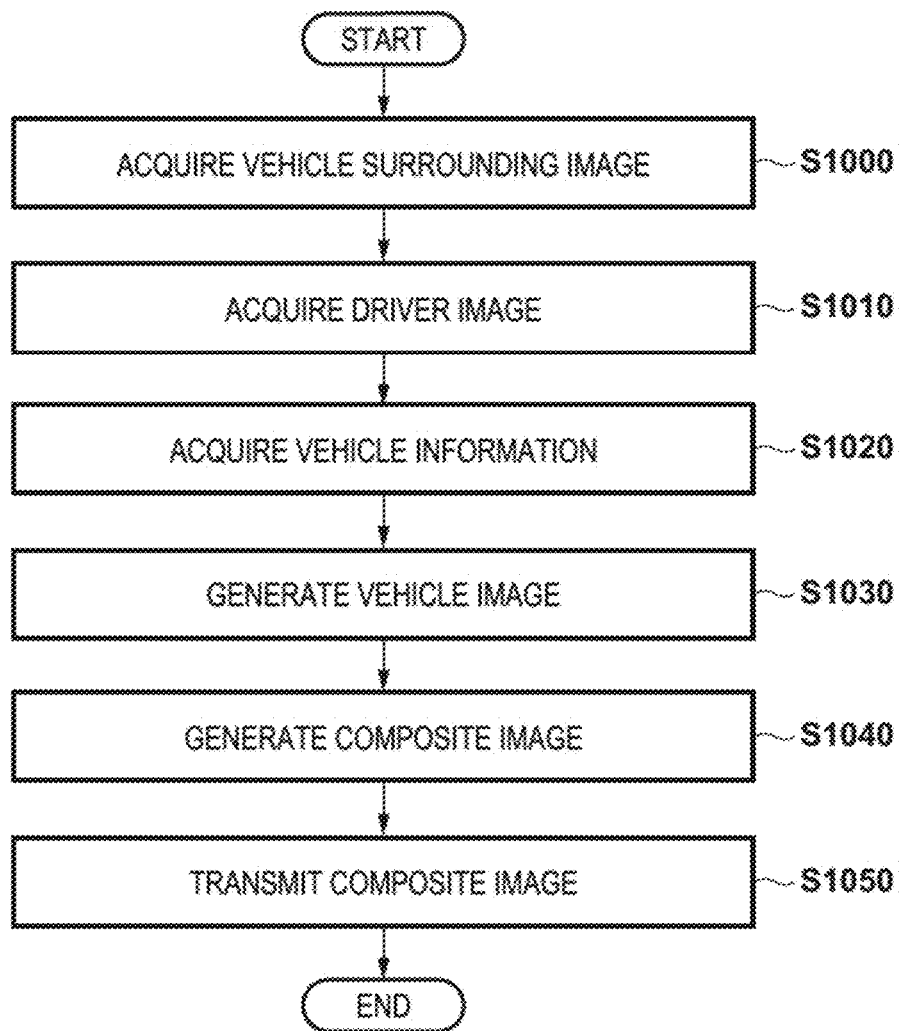 START
ACQUIRE VEHICLE SURROUNDING IMAGE S1000
ACQUIRE DRIVER IMAGE S1010
ACQUIRE VEHICLE INFORMATION S1020
GENERATE VEHICLE IMAGE S1030
GENERATE COMPOSITE IMAGE S1040
TRANSMIT COMPOSITE IMAGE S1050
END